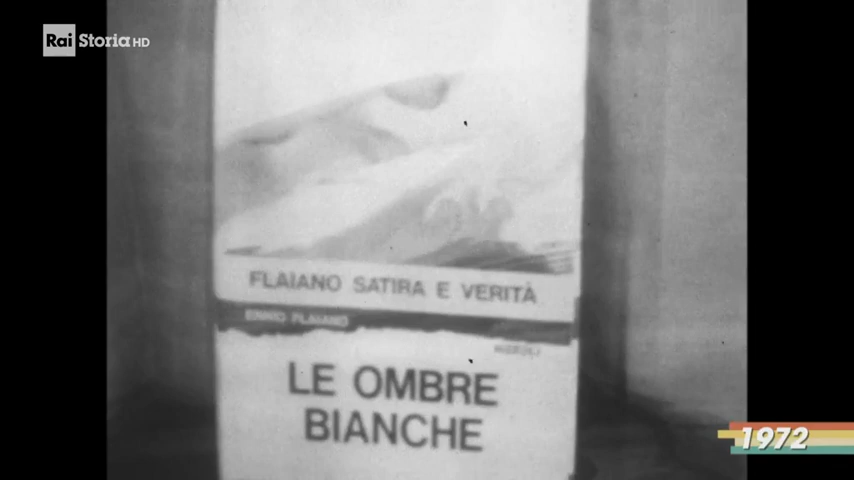 Rai Storia HD
FLAIANO SATIRA E VERITÀ
ENNIO FLAIANO
LE OMBRE
BIANCHE
1972